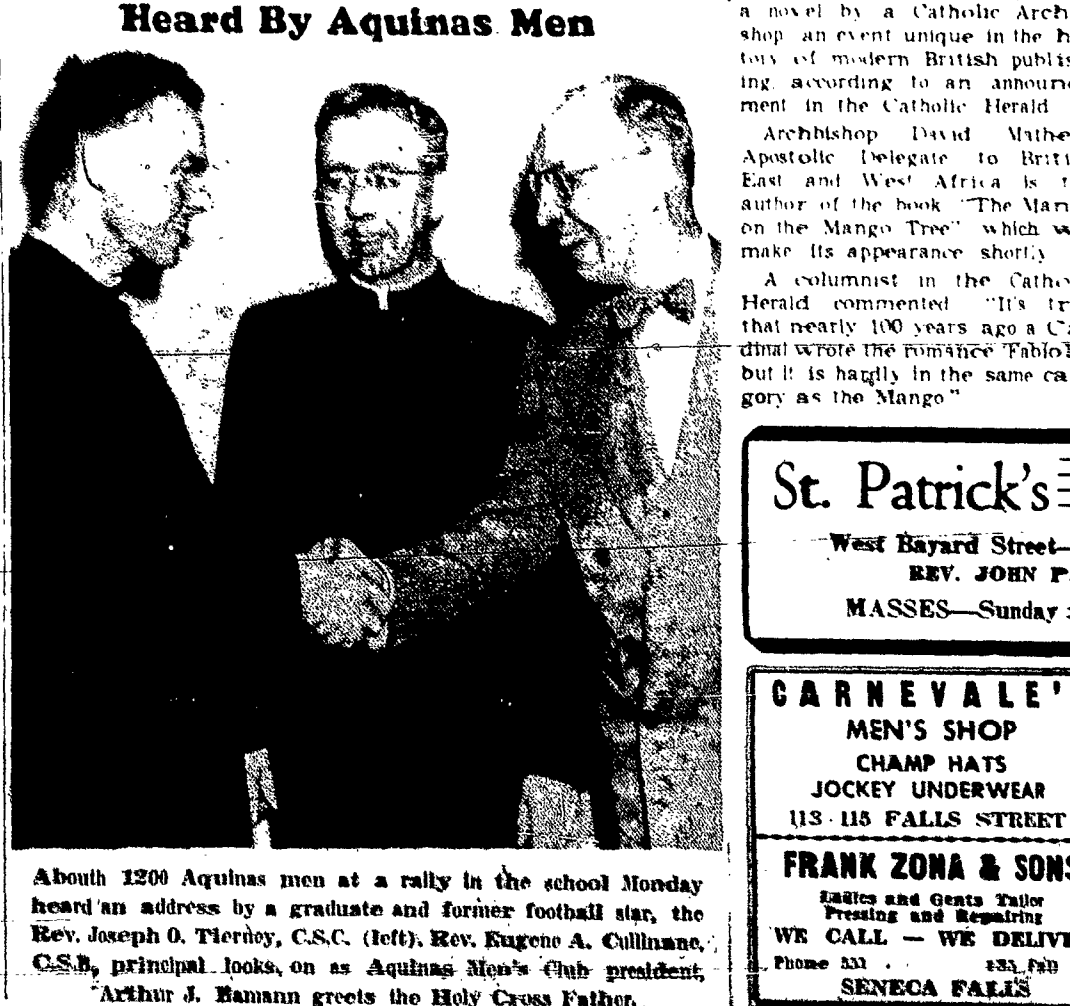 Heard By Aquinas Men
Abouth 1200 Aquinas men at a rally in the school Monday
heard an address by a graduate and former football star, the
Rev. Joseph O. Tierney, C.S.C. (left). Rev. Eugene A. Cullinane,
C.S.B., principal looks on as Aquinas Men's Club president,
Arthur J. Hamann greets the Holy Cross Father.
a novel by a Catholic Arch
shop an event unique in the h
tory of modern British publis
ing, according to an announc
ment in the Catholic Herald
Archbishop David Mathe
Apostolic Delegate to Briti
East and West Africa is t
author of the book "The Man
on the Mango Tree" which w
make its appearance shortly
A columnist in the Catho
Herald commented "It's tr
that nearly 100 years ago a Ca
dinal wrote the romance 'Fabiol
but it is hardly in the same ca
gory as the Mango"
St. Patrick's
West Bayard Street—
REV. JOHN P.
MASSES—Sunday
CARNEVALE'
MEN'S SHOP
CHAMP HATS
JOCKEY UNDERWEAR
113 - 115 FALLS STREET
FRANK ZONA & SONS
Ladies and Gents Tailor
Pressing and Repairing
WE CALL — WE DELIVE
Phone
SENECA FALLS